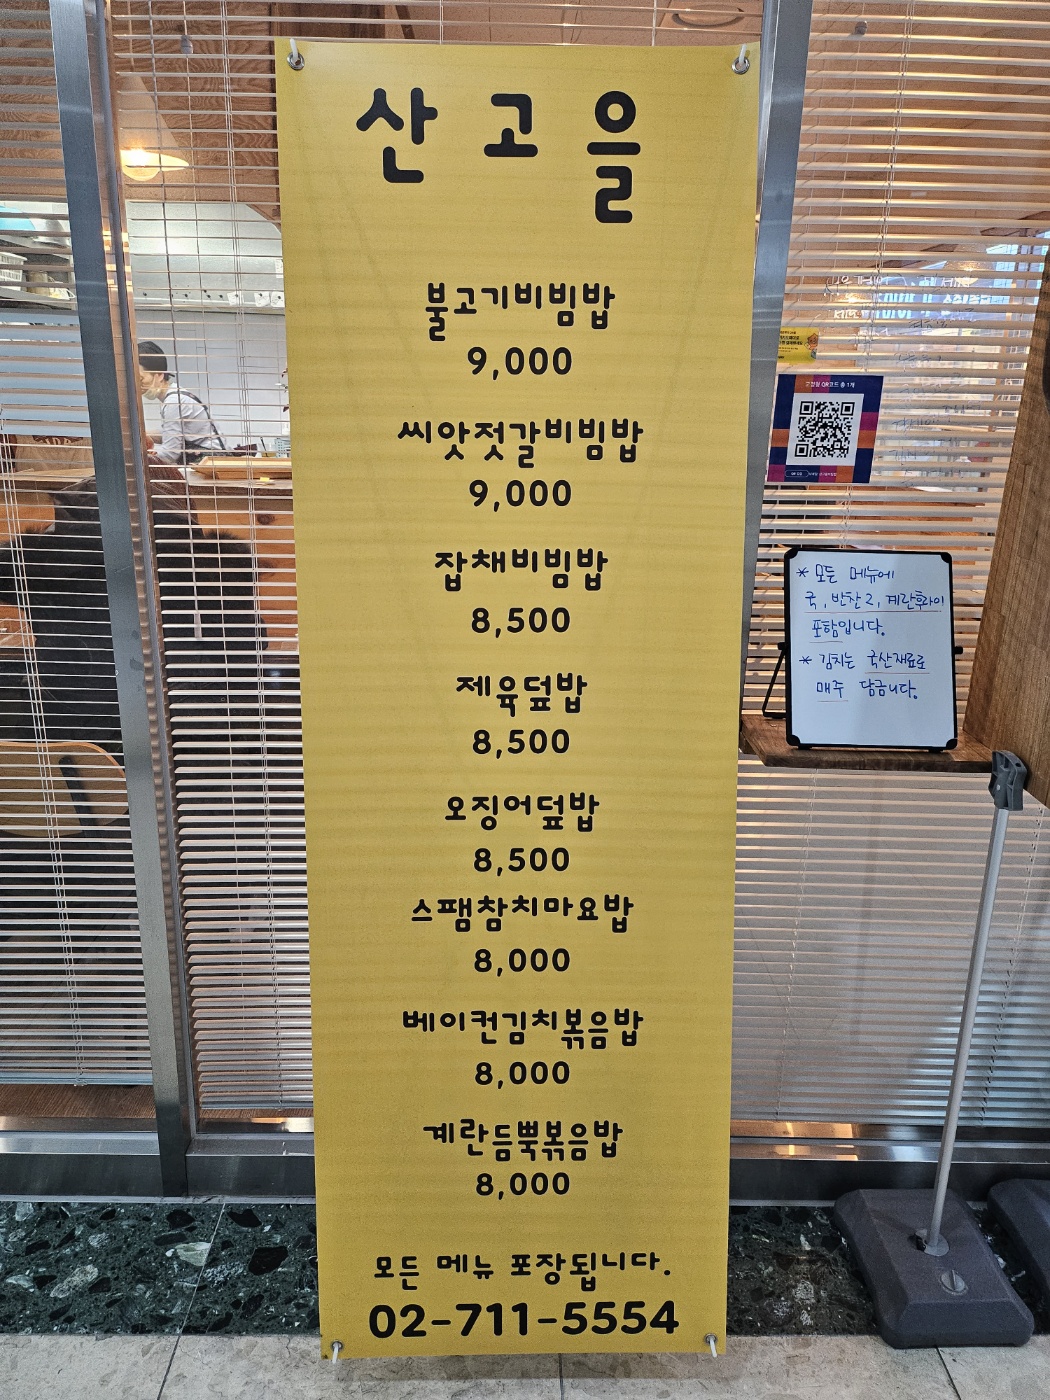 산고을
불고기비빔밥
9,000
씨앗젓갈비빔밥
9,000
잡채비빔밥
8,500
제육덮밥
8,500
오징어덮밥
8,500
스팸참치마요밥
8,000
베이컨김치볶음밥
8,000
계란듬뿍볶음밥
8,000
모든 메뉴 포장됩니다.
02-711-5554
* 모든 메뉴에
국, 반찬 2, 계란후라이
포함입니다.
* 김치는 국산재료로
매주 담급니다.